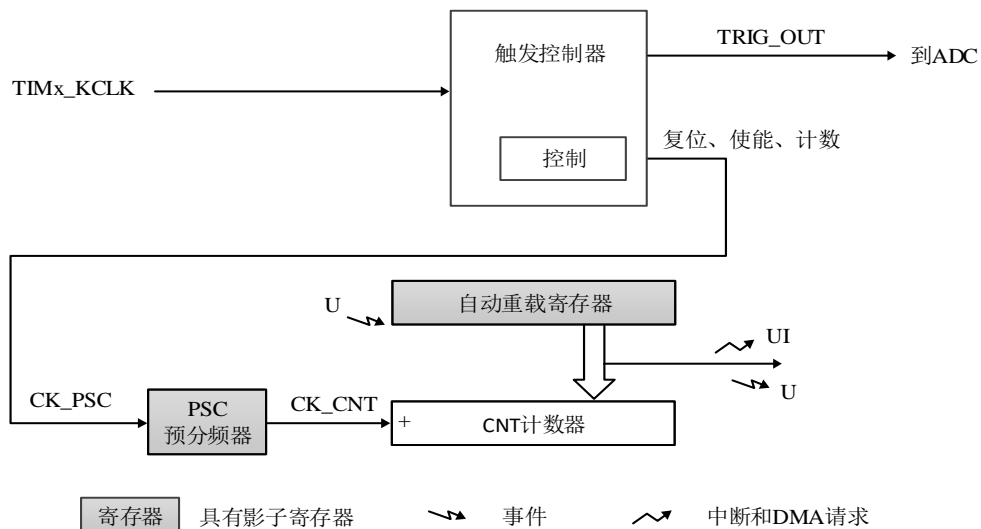 触发控制器
TRIG_OUT
到ADC
TIMx_KCLK
控制
复位、使能、计数
U
自动重载寄存器
UI
U
CK_PSC
PSC
预分频器
CK_CNT
+
CNT计数器
寄存器 具有影子寄存器 事件 中断和DMA请求